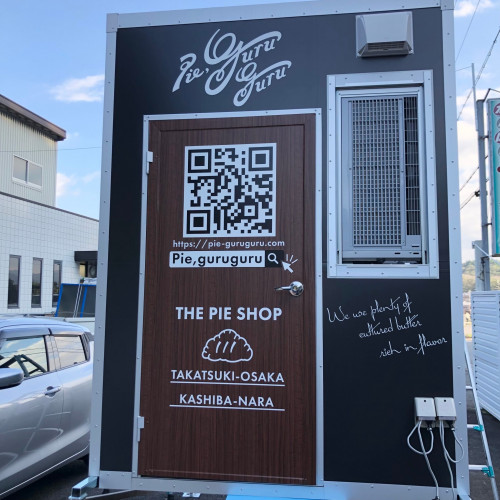 Pie, Guru
Guru
https://pie-guruguru.com
Pie,guruguru
THE PIE SHOP
TAKATSUKI-OSAKA
KASHIBA-NARA
We use plenty of
cultured butter
rich in flavor